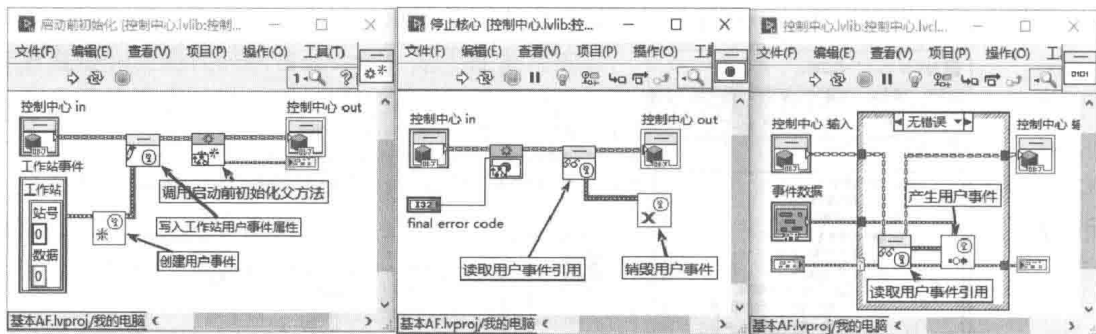 启动前初始化 [控制中心.lvlib:控制...
文件(F) 编辑(E) 查看(V) 项目(P) 操作(O) 工具(T)
控制中心 in
控制中心 out
工作站事件
工作站
站号
0
数据
0
调用启动前初始化父方法
写入工作站用户事件属性
创建用户事件
基本AF.lvproj/我的电脑
停止核心 [控制中心.lvlib:控...
文件(F) 编辑(E) 查看(V) 项目(P) 操作(O) 工具
控制中心 in
控制中心 out
I32
final error code
读取用户事件引用
销毁用户事件
基本AF.lvproj/我的电脑
控制中心.lvlib:控制中心.lvcl...
文件(F) 编辑(E) 查看(V) 项目(P) 操作(O)
0101
控制中心 输入
无错误
控制中心
事件数据
产生用户事件
读取用户事件引用
基本AF.lvproj/我的电脑